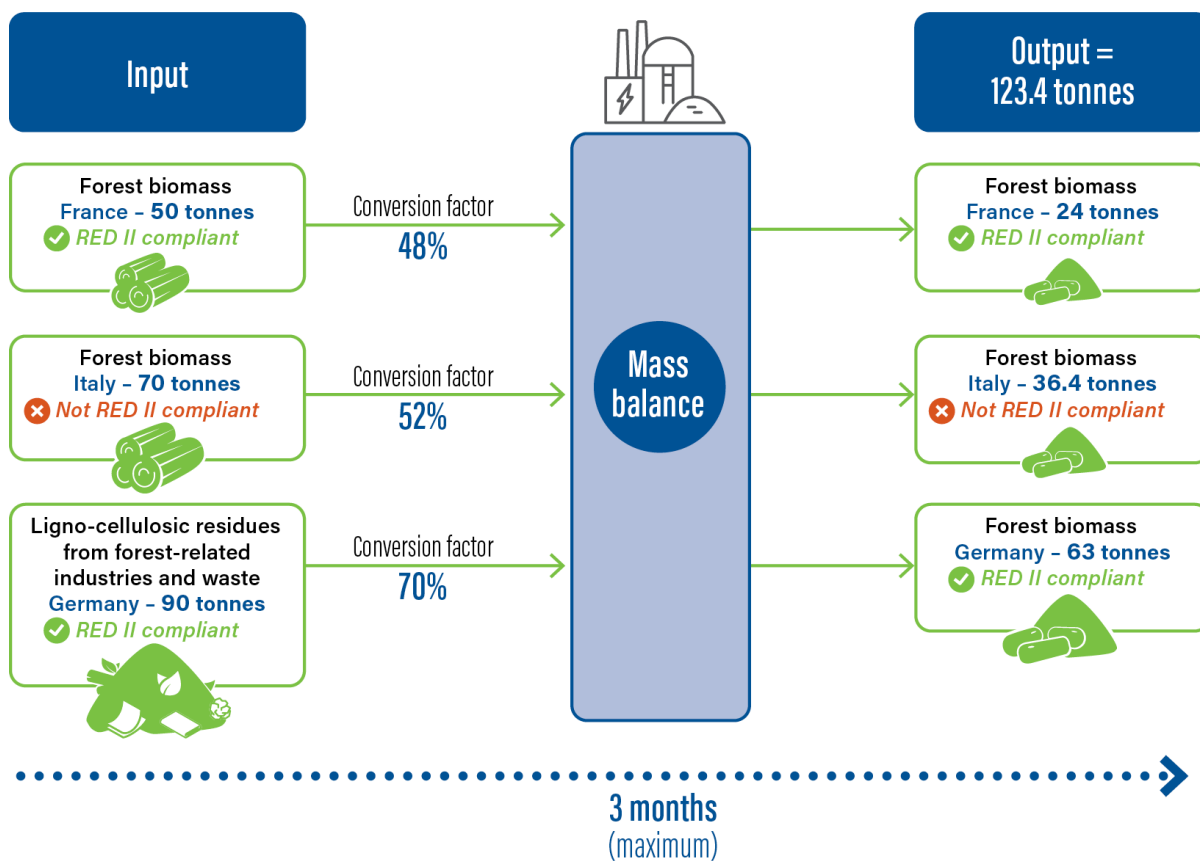 Input
Output =
123.4 tonnes
Forest biomass
France – 50 tonnes
RED II compliant
Conversion factor
48%
Forest biomass
France – 24 tonnes
RED II compliant
Forest biomass
Italy – 70 tonnes
Not RED II compliant
Conversion factor
52%
Mass
balance
Forest biomass
Italy – 36.4 tonnes
Not RED II compliant
Ligno-cellulosic residues
from forest-related
industries and waste
Germany – 90 tonnes
RED II compliant
Conversion factor
70%
Forest biomass
Germany – 63 tonnes
RED II compliant
3 months
(maximum)